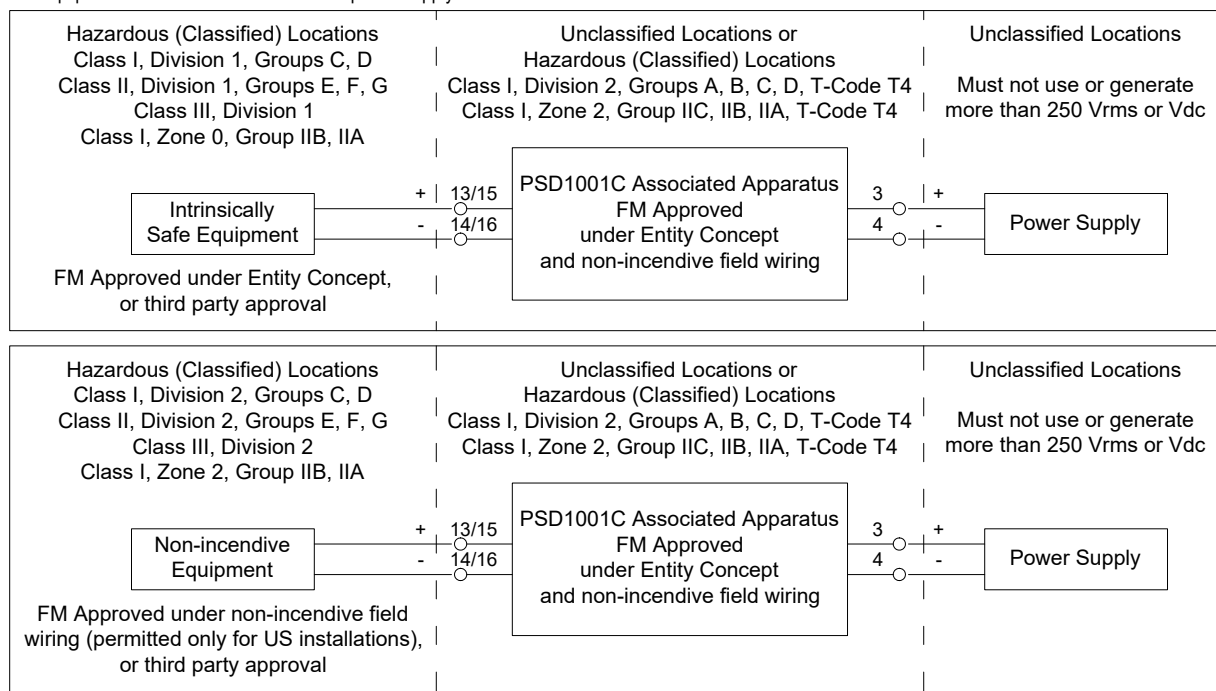 Hazardous (Classified) Locations
Class I, Division 1, Groups C, D
Class II, Division 1, Groups E, F, G
Class III, Division 1
Class I, Zone 0, Group IIB, IIA
Unclassified Locations or
Hazardous (Classified) Locations
Class I, Division 2, Groups A, B, C, D, T-Code T4
Class I, Zone 2, Group IIC, IIB, IIA, T-Code T4
Unclassified Locations
Must not use or generate
more than 250 Vrms or Vdc
Intrinsically
Safe Equipment
+ 13/15
- 14/16
PSD1001C Associated Apparatus
FM Approved
under Entity Concept
and non-incendive field wiring
3 +
4 -
Power Supply
FM Approved under Entity Concept,
or third party approval
Hazardous (Classified) Locations
Class I, Division 2, Groups C, D
Class II, Division 2, Groups E, F, G
Class III, Division 2
Class I, Zone 2, Group IIB, IIA
Unclassified Locations or
Hazardous (Classified) Locations
Class I, Division 2, Groups A, B, C, D, T-Code T4
Class I, Zone 2, Group IIC, IIB, IIA, T-Code T4
Unclassified Locations
Must not use or generate
more than 250 Vrms or Vdc
Non-incendive
Equipment
+ 13/15
- 14/16
PSD1001C Associated Apparatus
FM Approved
under Entity Concept
and non-incendive field wiring
3 +
4 -
Power Supply
FM Approved under non-incendive field
wiring (permitted only for US installations),
or third party approval